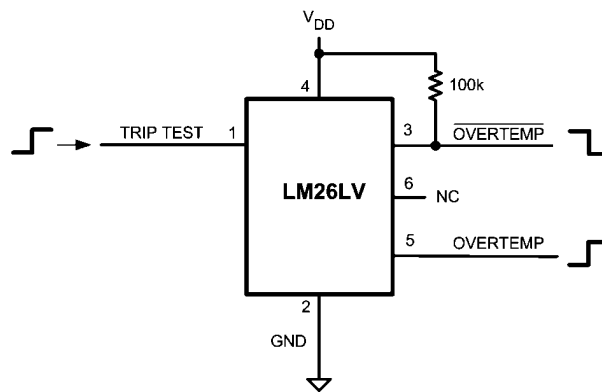 VDD
4
100k
TRIP TEST 1
3 OVERTEMP
LM26LV
6 NC
5 OVERTEMP
2
GND